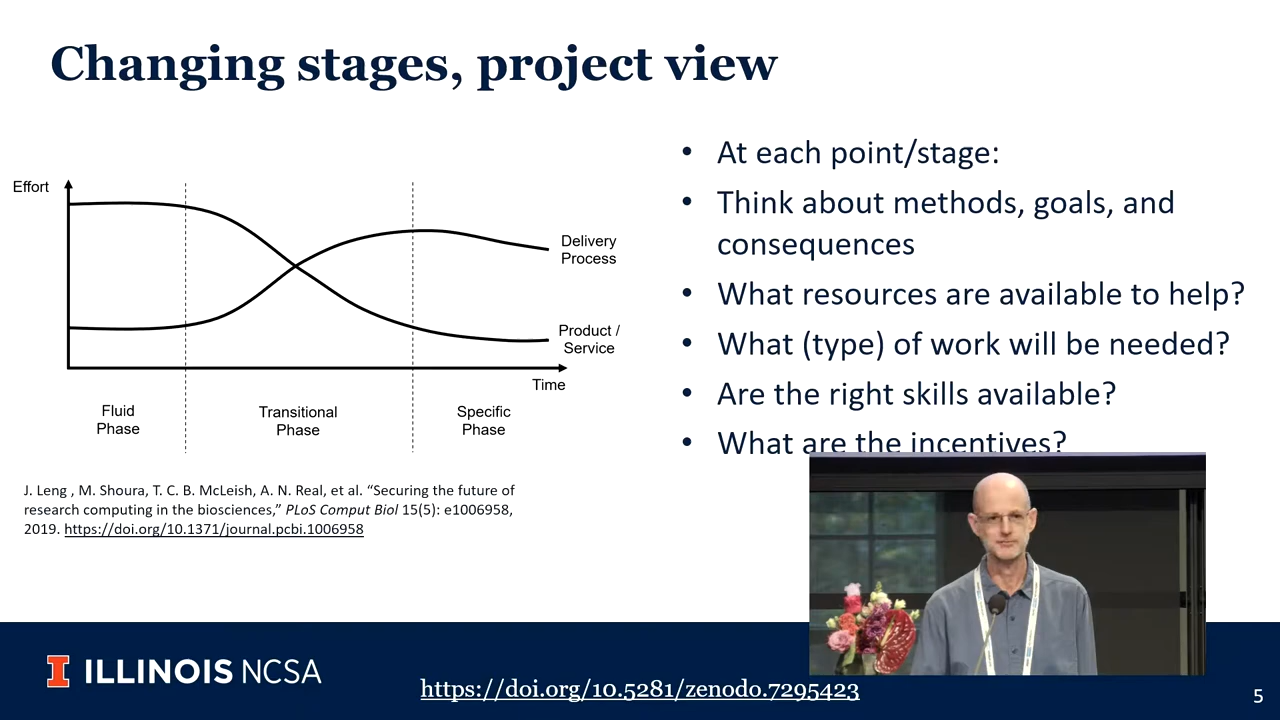 Changing stages, project view
Effort
Delivery
Process
Product /
Service
Time
Fluid
Phase
Transitional
Phase
Specific
Phase
J. Leng , M. Shoura, T. C. B. McLeish, A. N. Real, et al. “Securing the future of
research computing in the biosciences,” PLoS Comput Biol 15(5): e1006958,
2019. https://doi.org/10.1371/journal.pcbi.1006958
• At each point/stage:
• Think about methods, goals, and
consequences
• What resources are available to help?
• What (type) of work will be needed?
• Are the right skills available?
• What are the incentives?
I ILLINOIS NCSA
https://doi.org/10.5281/zenodo.7295423
5